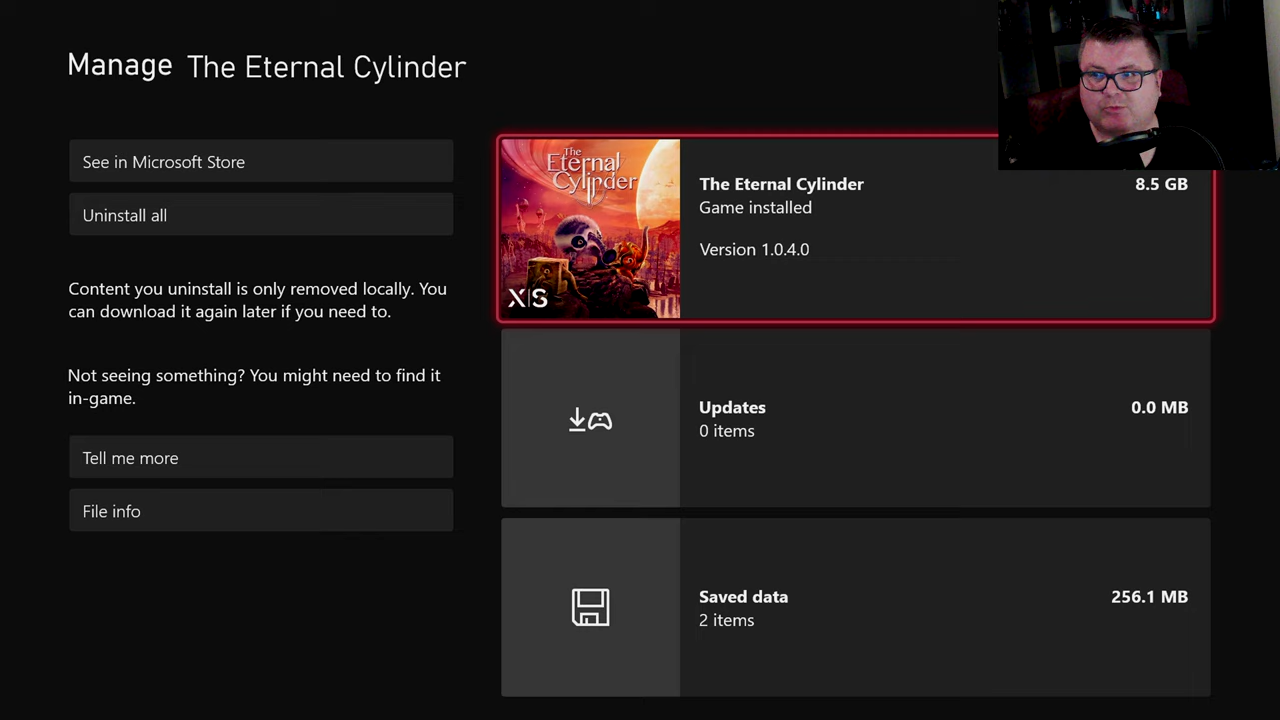 Manage The Eternal Cylinder
See in Microsoft Store
Uninstall all
Content you uninstall is only removed locally. You
can download it again later if you need to.
Not seeing something? You might need to find it
in-game.
Tell me more
File info
The
Eternal
Cylinder
X|S
The Eternal Cylinder
8.5 GB
Game installed
Version 1.0.4.0
Updates
0.0 MB
0 items
Saved data
256.1 MB
2 items